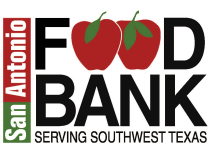 San Antonio
FOOD
BANK
SERVING SOUTHWEST TEXAS